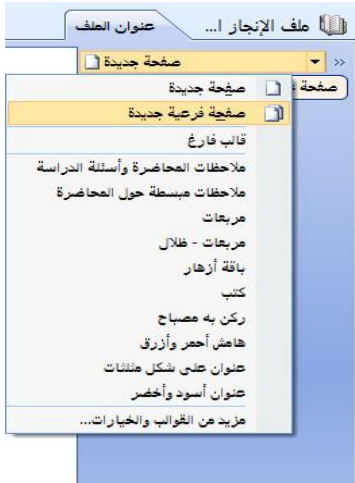 ملف الإنجاز ا...
عنوان الملف
صفحة جديدة
صفحة
صفحة جديدة
صفحة فرعية جديدة
قالب فارغ
ملاحظات المحاضرة وأسئلة الدراسة
ملاحظات مبسطة حول المحاضرة
مربعات
مربعات - ظلال
باقة أزهار
كتب
ركن به مصباح
هامش أحمر وأزرق
عنوان على شكل مثلثات
عنوان أسود وأخضر
مزيد من القوالب والخيارات...